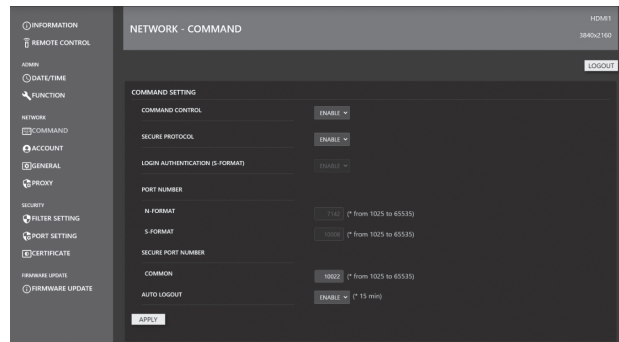 INFORMATION
REMOTE CONTROL
ADMIN
DATE/TIME
FUNCTION
NETWORK
COMMAND
ACCOUNT
GENERAL
PROXY
SECURITY
FILTER SETTING
PORT SETTING
CERTIFICATE
FIRMWARE UPDATE
FIRMWARE UPDATE
NETWORK - COMMAND
HDMI1
3840x2160
LOGOUT
COMMAND SETTING
COMMAND CONTROL ENABLE
SECURE PROTOCOL ENABLE
LOGIN AUTHENTICATION (S-FORMAT) ENABLE
PORT NUMBER
N-FORMAT 7142 (* from 1025 to 65535)
S-FORMAT 10008 (* from 1025 to 65535)
SECURE PORT NUMBER
COMMON 10022 (* from 1025 to 65535)
AUTO LOGOUT ENABLE (* 15 min)
APPLY